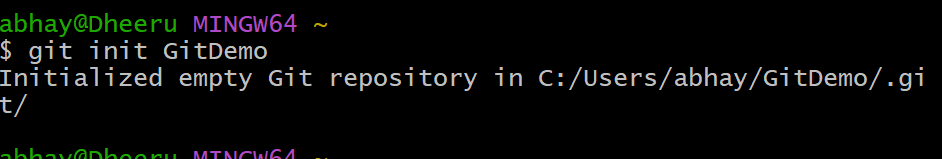 abhay@Dheeru MINGW64 ~
$ git init GitDemo
Initialized empty Git repository in C:/Users/abhay/GitDemo/.gi
t/
abhay@Dheeru MINGW64 ~